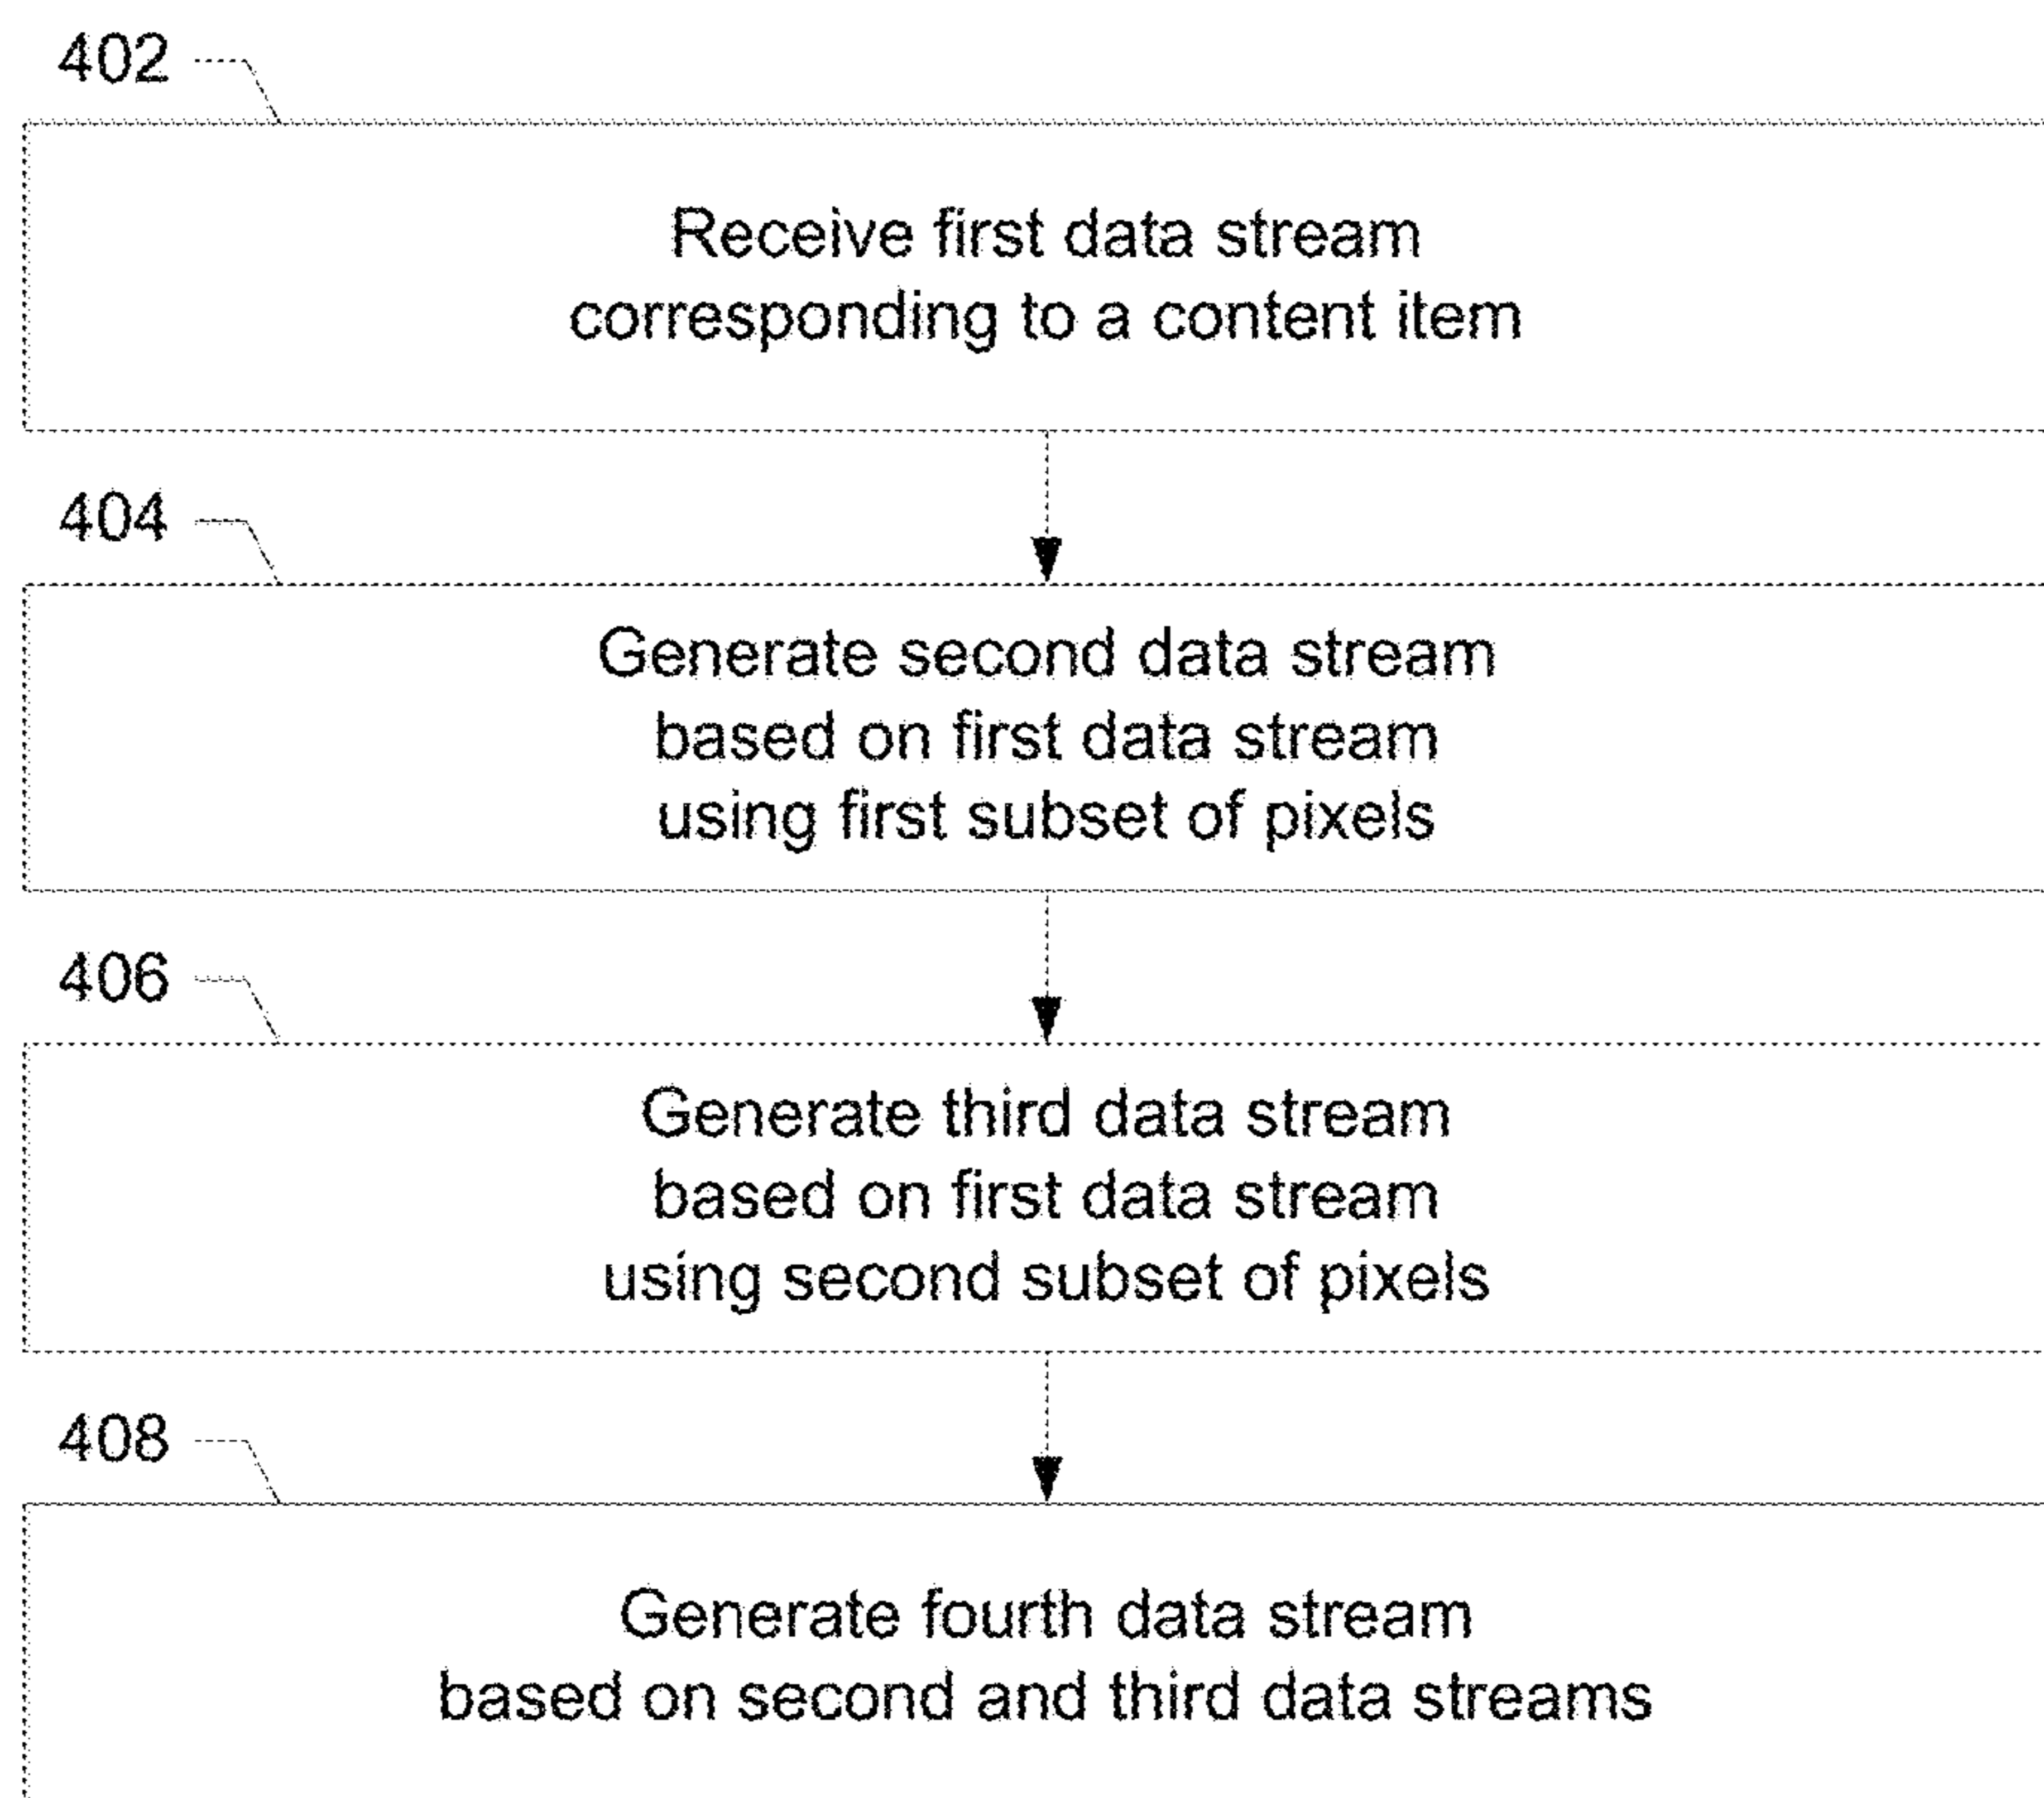 402
Receive first data stream
corresponding to a content item
404
Generate second data stream
based on first data stream
using first subset of pixels
406
Generate third data stream
based on first data stream
using second subset of pixels
408
Generate fourth data stream
based on second and third data streams